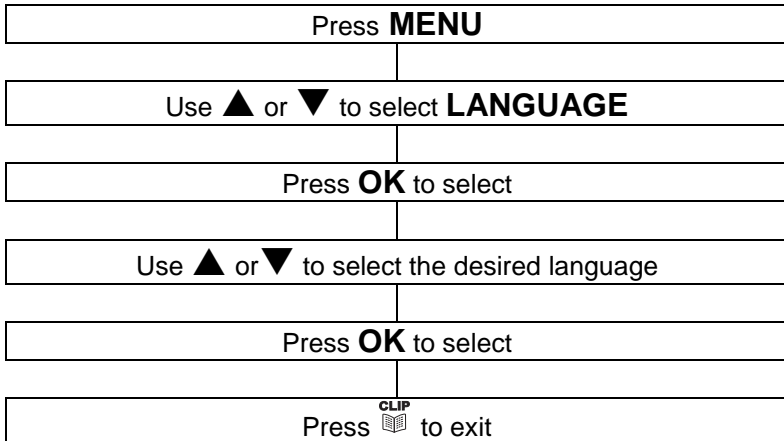 Press MENU
Use ▲ or ▼ to select LANGUAGE
Press OK to select
Use ▲ or ▼ to select the desired language
Press OK to select
Press CLIP to exit